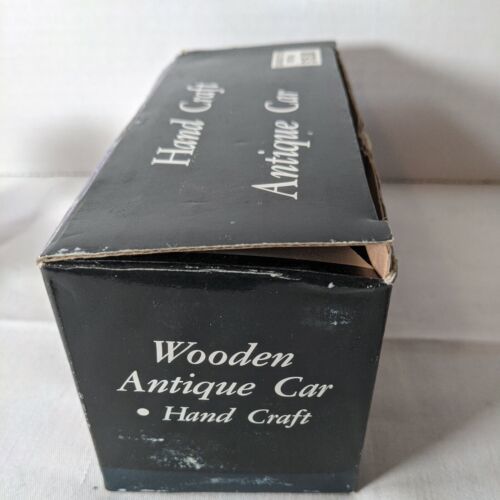 Hand Craft
Antique Car
Wooden
Antique Car
• Hand Craft